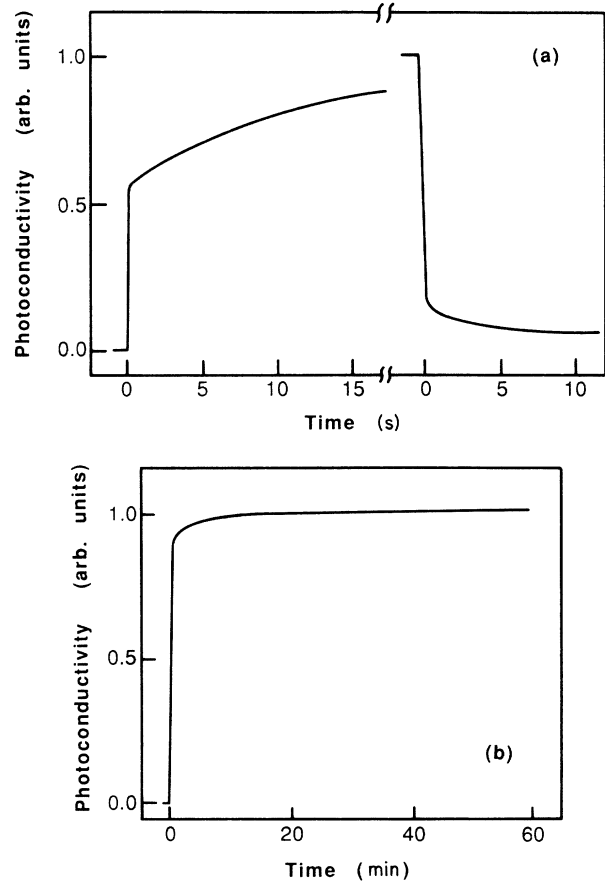 Photoconductivity (arb. units)
1.0
0.5
0.0
(a)
0 5 10 15 0 5 10
Time (s)
Photoconductivity (arb. units)
1.0
0.5
0.0
(b)
0 20 40 60
Time (min)